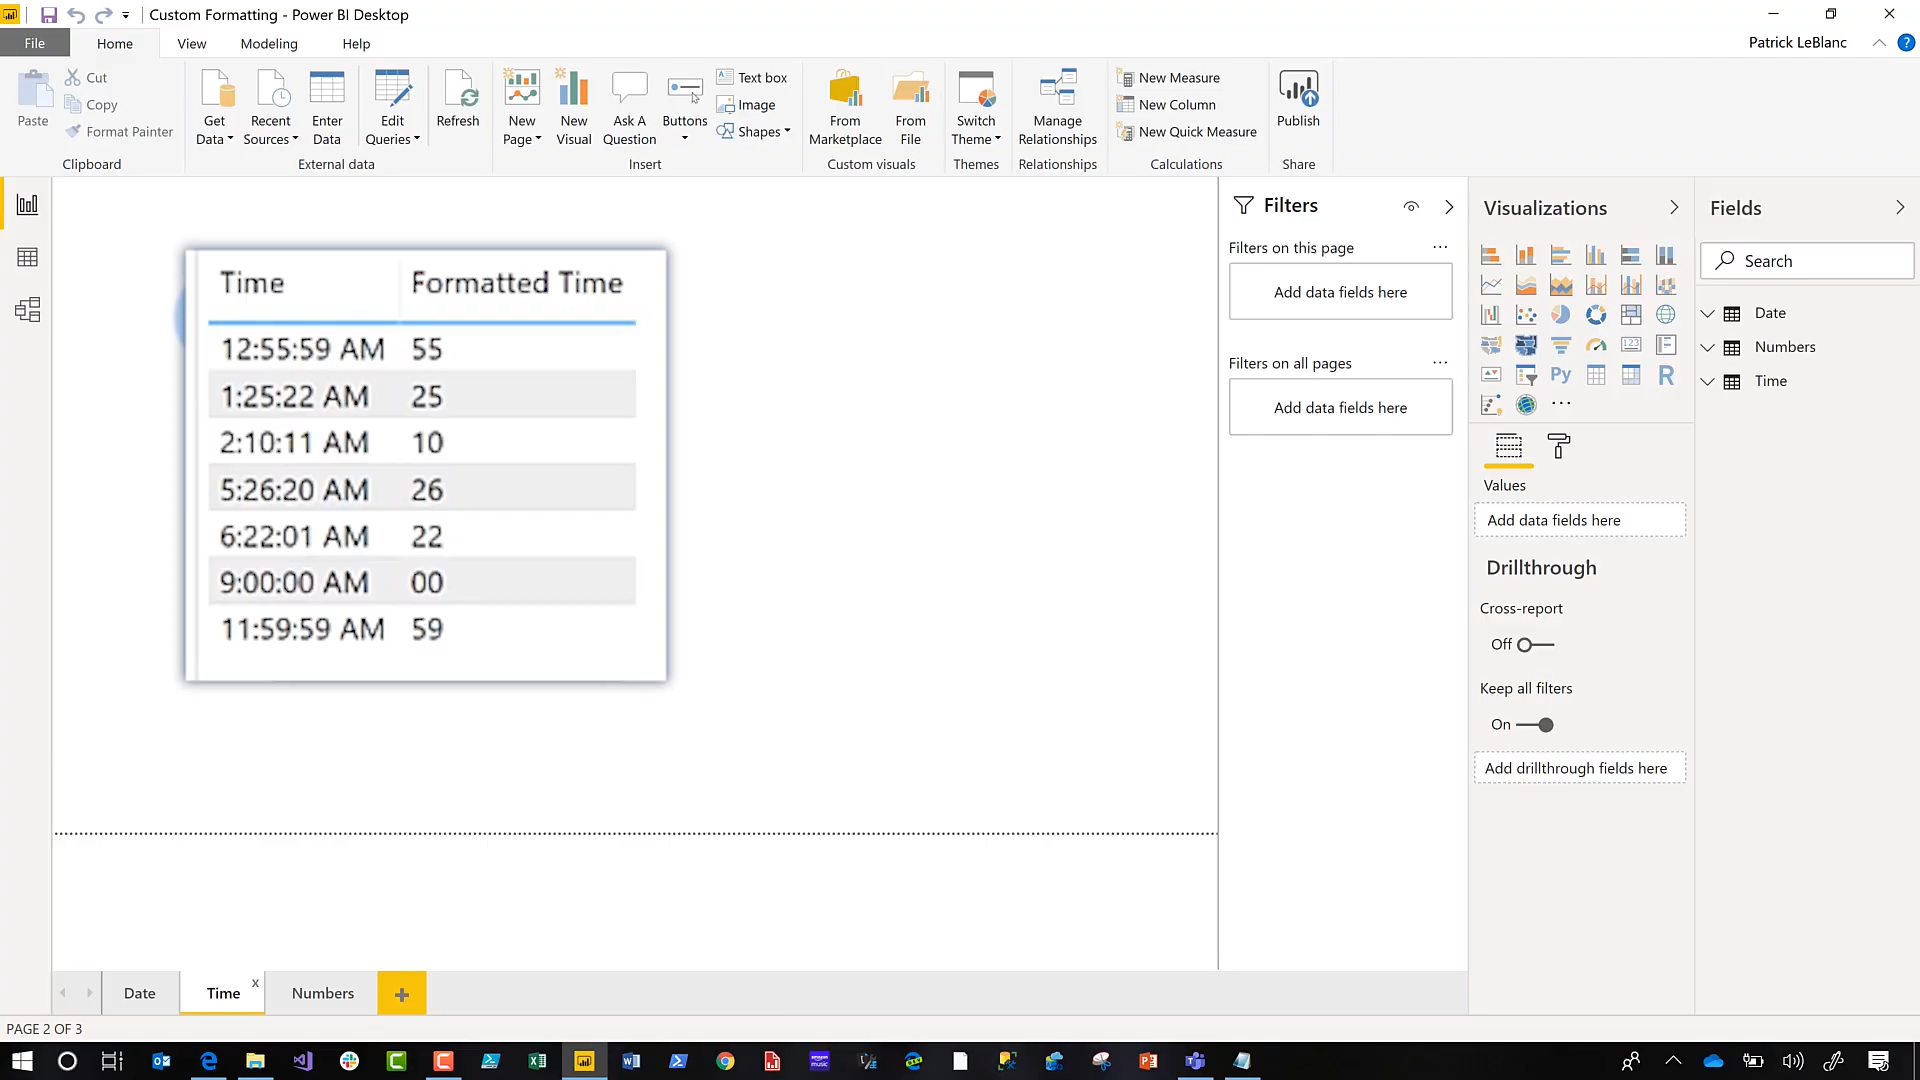 Custom Formatting - Power BI Desktop
File
Home
View
Modeling
Help
Patrick LeBlanc
?
Paste
Cut
Copy
Format Painter
Clipboard
Get Data
Recent Sources
Enter Data
Edit Queries
Refresh
External data
New Page
New Visual
Ask A Question
Buttons
Text box
Image
Shapes
Insert
From Marketplace
From File
Custom visuals
Switch Theme
Themes
Manage Relationships
Relationships
New Measure
New Column
New Quick Measure
Calculations
Publish
Share
Time Formatted Time
12:55:59 AM 55
1:25:22 AM 25
2:10:11 AM 10
5:26:20 AM 26
6:22:01 AM 22
9:00:00 AM 00
11:59:59 AM 59
Filters
Filters on this page
Add data fields here
Filters on all pages
Add data fields here
Visualizations
123
Py
R
Values
Add data fields here
Drillthrough
Cross-report
Off
Keep all filters
On
Add drillthrough fields here
Fields
Search
Date
Numbers
Time
Date
Time
x
Numbers
PAGE 2 OF 3